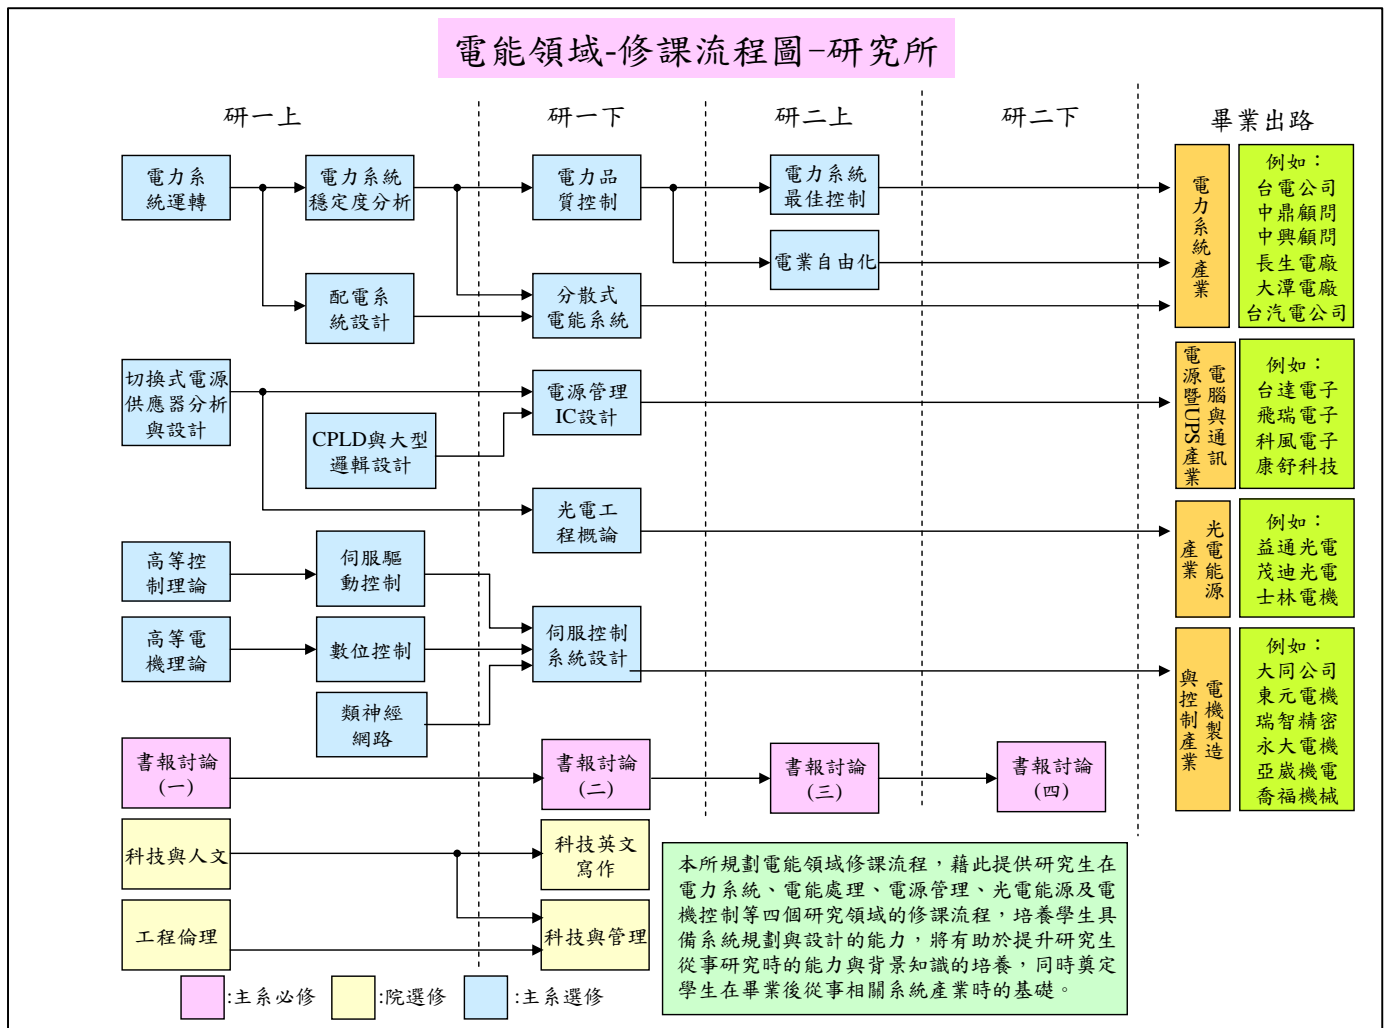 電能領域-修課流程圖-研究所
研一上
研一下
研二上
研二下
畢業出路
電力系
統運轉
電力系統
穩定度分析
電力品
質控制
電力系統
最佳控制
電業自由化
配電系
統設計
分散式
電能系統
電力系統產業
例如：
台電公司
中鼎顧問
中興顧問
長生電廠
大潭電廠
台汽電公司
切換式電源
供應器分析
與設計
CPLD與大型
邏輯設計
電源管理
IC設計
電腦與通訊
電源暨UPS產業
例如：
台達電子
飛瑞電子
科風電子
康舒科技
光電工
程概論
光電能源
產業
例如：
益通光電
茂迪光電
士林電機
高等控
制理論
伺服驅
動控制
高等電
機理論
數位控制
類神經
網路
伺服控制
系統設計
電機製造
與控制產業
例如：
大同公司
東元電機
瑞智精密
永大電機
亞崴機電
喬福機械
書報討論
(一)
書報討論
(二)
書報討論
(三)
書報討論
(四)
科技與人文
科技英文
寫作
工程倫理
科技與管理
本所規劃電能領域修課流程，藉此提供研究生在
電力系統、電能處理、電源管理、光電能源及電
機控制等四個研究領域的修課流程，培養學生具
備系統規劃與設計的能力，將有助於提升研究生
從事研究時的能力與背景知識的培養，同時奠定
學生在畢業後從事相關系統產業時的基礎。
:主系必修
:院選修
:主系選修